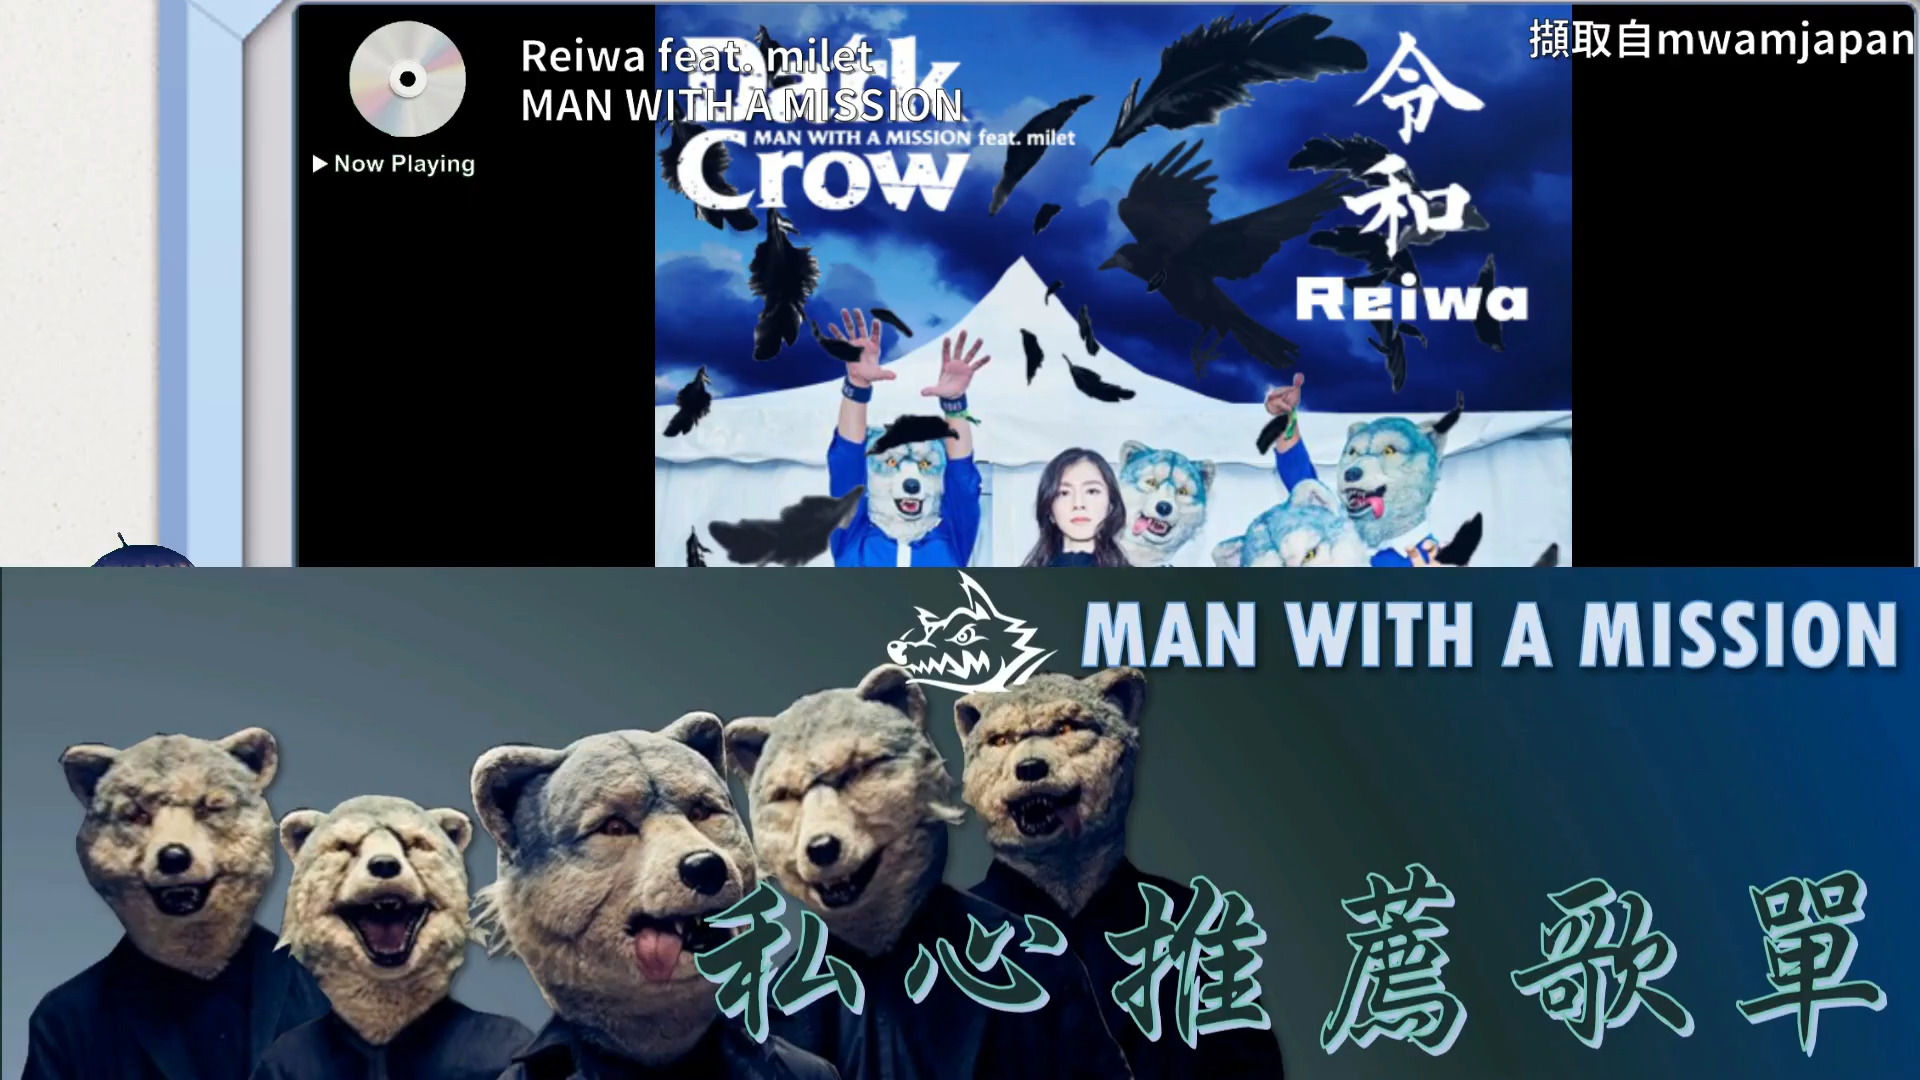 Reiwa feat. milet
MAN WITH A MISSION
Now Playing
擷取自mwamjapan
Dark
MAN WITH A MISSION feat. milet
Crow
令和
Reiwa
MAN WITH A MISSION
私心推薦歌單